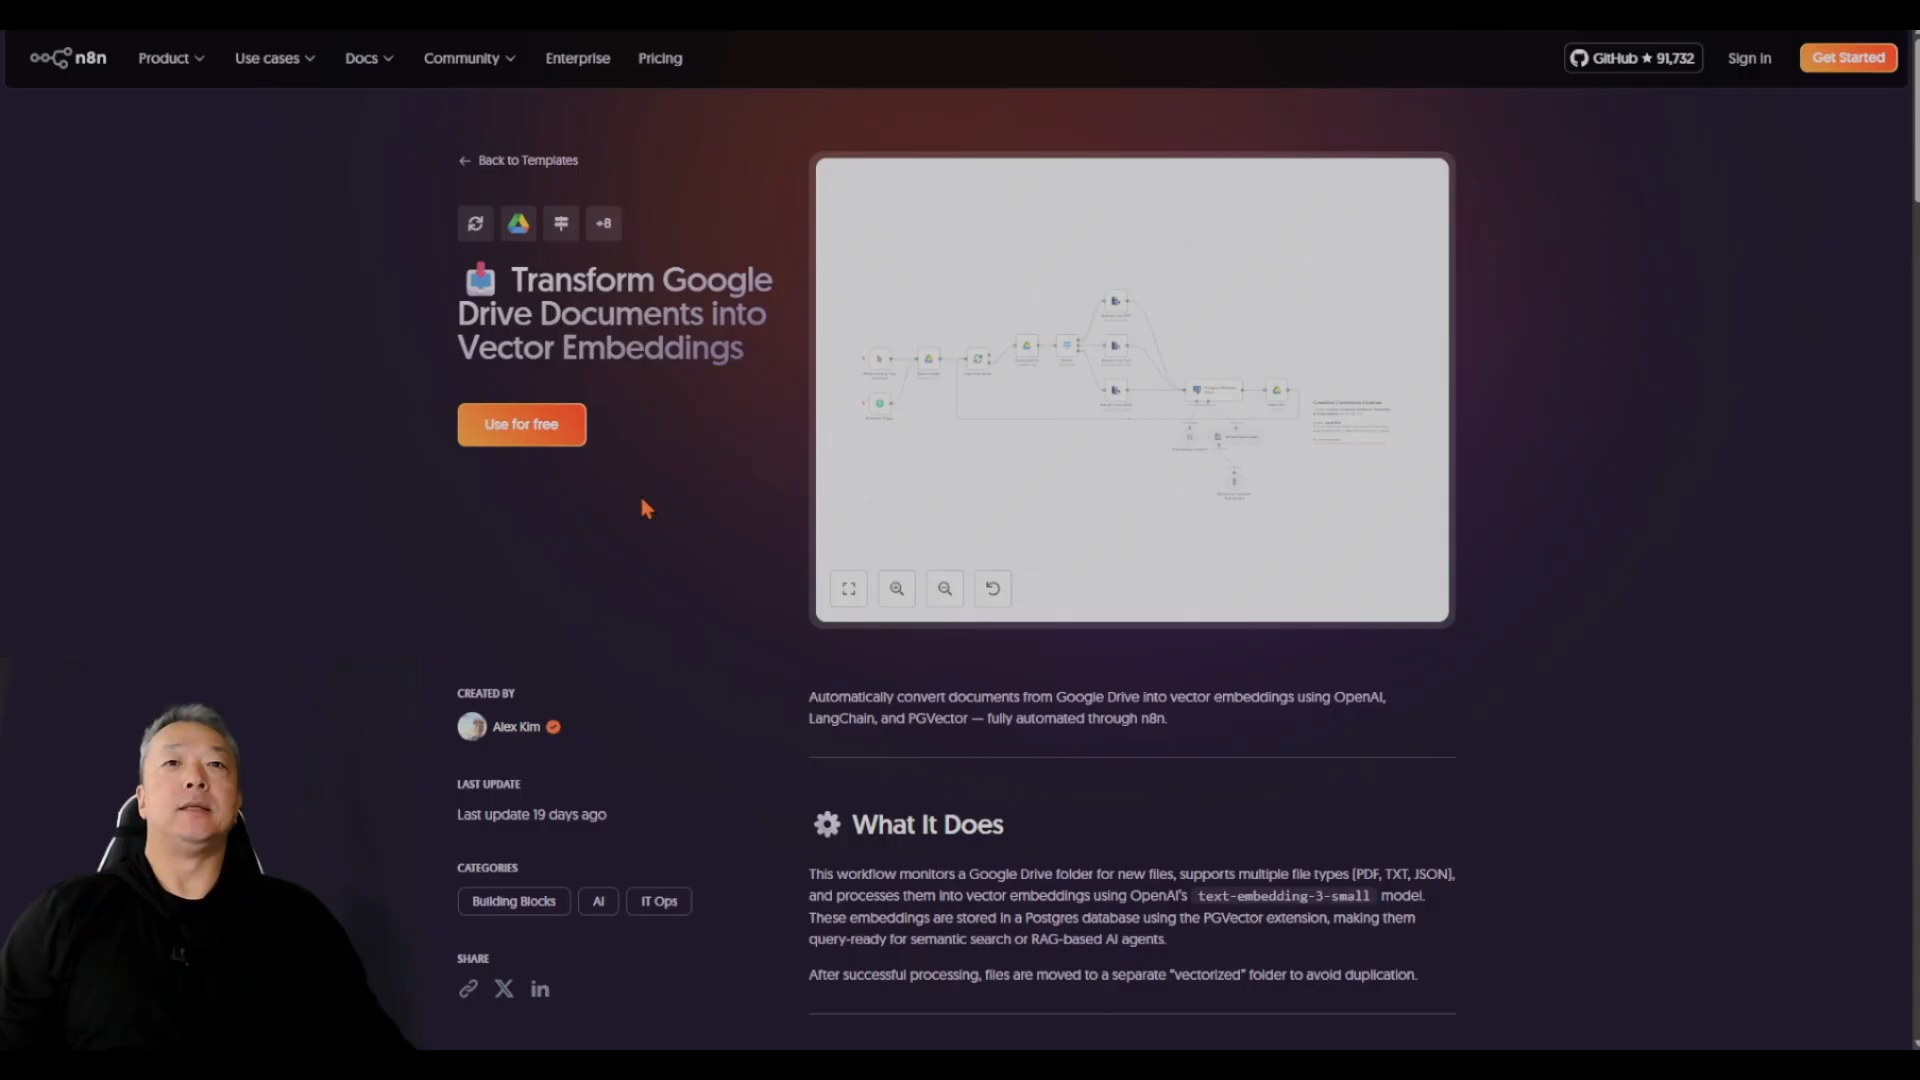 n8n
Product
Use cases
Docs
Community
Enterprise
Pricing
GitHub ★ 91,732
Sign in
Get Started
← Back to Templates
+8
Transform Google
Drive Documents into
Vector Embeddings
Use for free
CREATED BY
Alex Kim
LAST UPDATE
Last update 19 days ago
CATEGORIES
Building Blocks
AI
IT Ops
SHARE
Automatically convert documents from Google Drive into vector embeddings using OpenAI,
LangChain, and PGVector — fully automated through n8n.
What It Does
This workflow monitors a Google Drive folder for new files, supports multiple file types (PDF, TXT, JSON),
and processes them into vector embeddings using OpenAI's text-embedding-3-small model.
These embeddings are stored in a Postgres database using the PGVector extension, making them
query-ready for semantic search or RAG-based AI agents.
After successful processing, files are moved to a separate "vectorized" folder to avoid duplication.